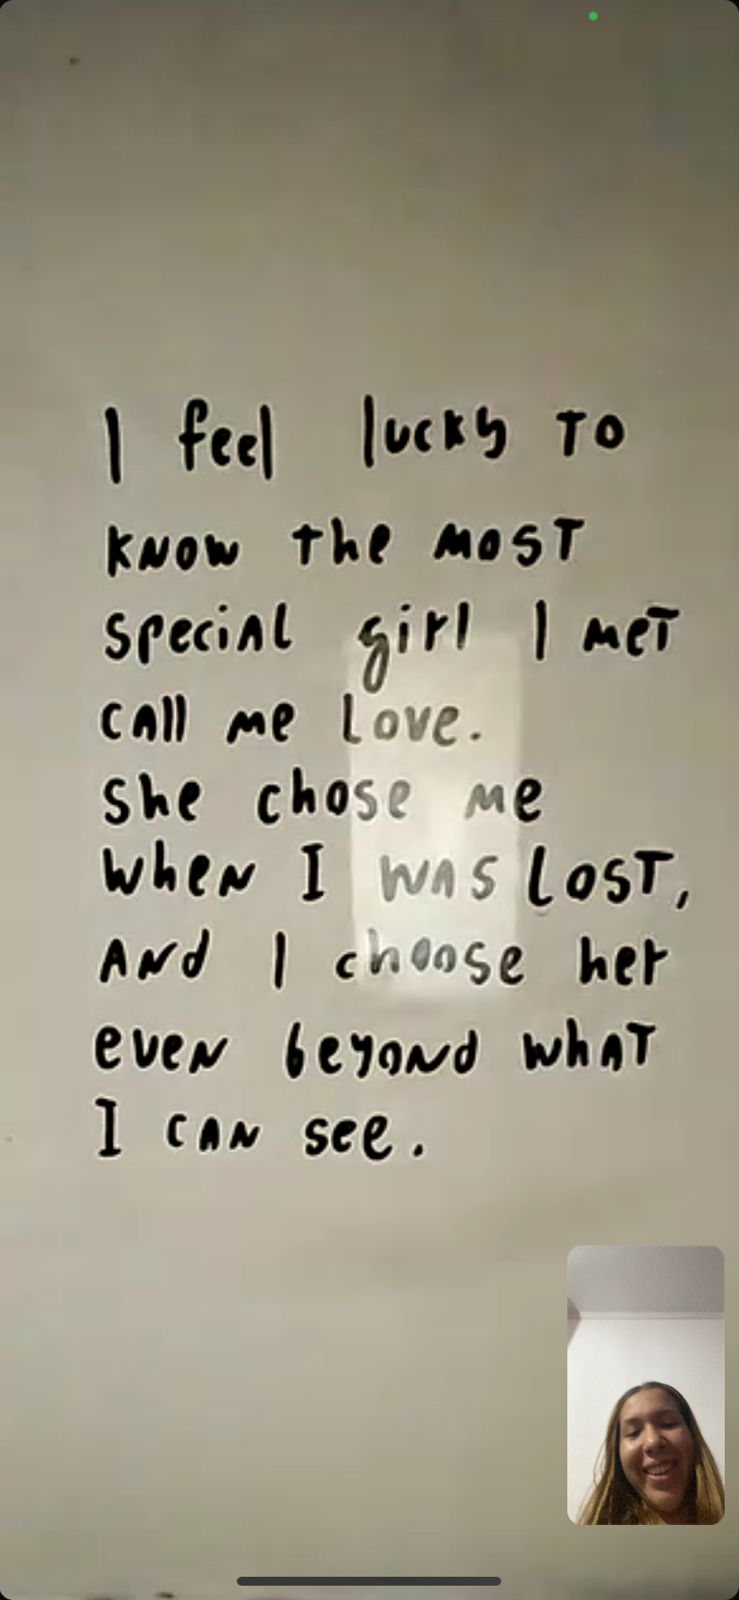 I feel lucky to
know the most
special girl I met
call me love.
She chose me
when I was lost,
And I choose her
even beyond what
I can see.